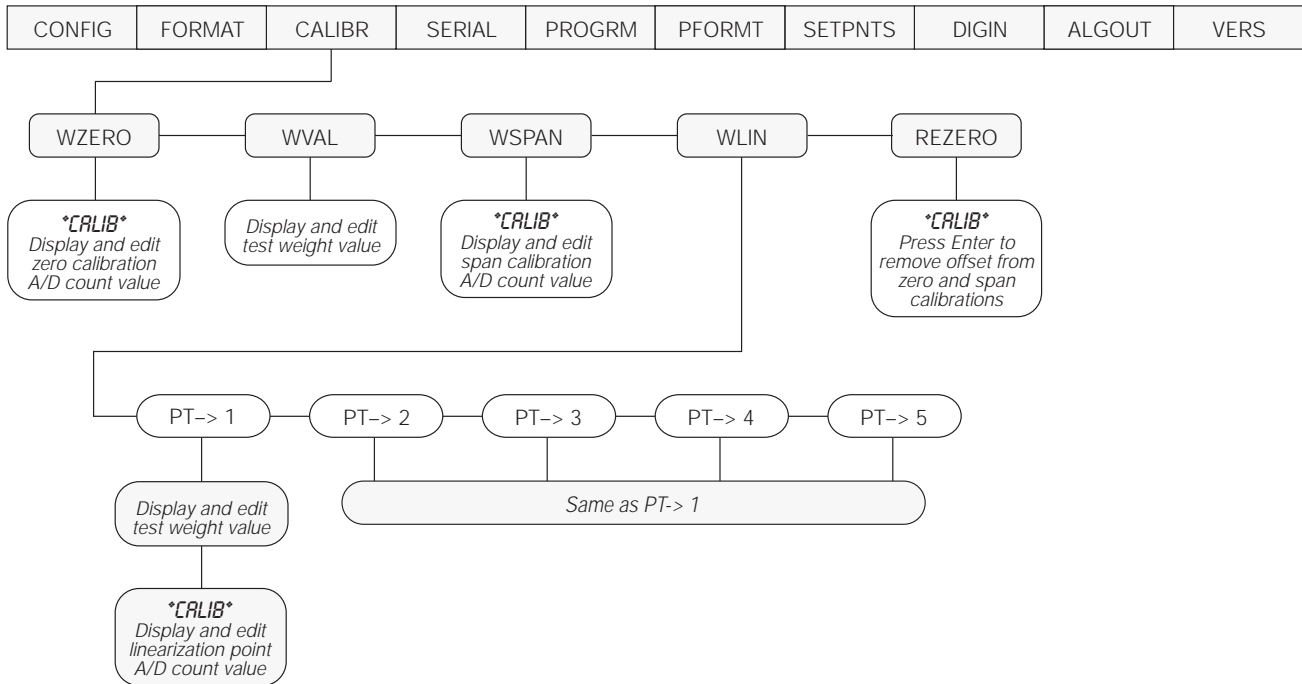 CONFIG FORMAT CALIBR SERIAL PROGRM PFORMT SETPNTS DIGIN ALGOUT VERS
WZERO WVAL WSPAN WLIN REZERO
*CALIB*
Display and edit
zero calibration
A/D count value
Display and edit
test weight value
*CALIB*
Display and edit
span calibration
A/D count value
*CALIB*
Press Enter to
remove offset from
zero and span
calibrations
PT–> 1 PT–> 2 PT–> 3 PT–> 4 PT–> 5
Display and edit
test weight value
Same as PT-> 1
*CALIB*
Display and edit
linearization point
A/D count value